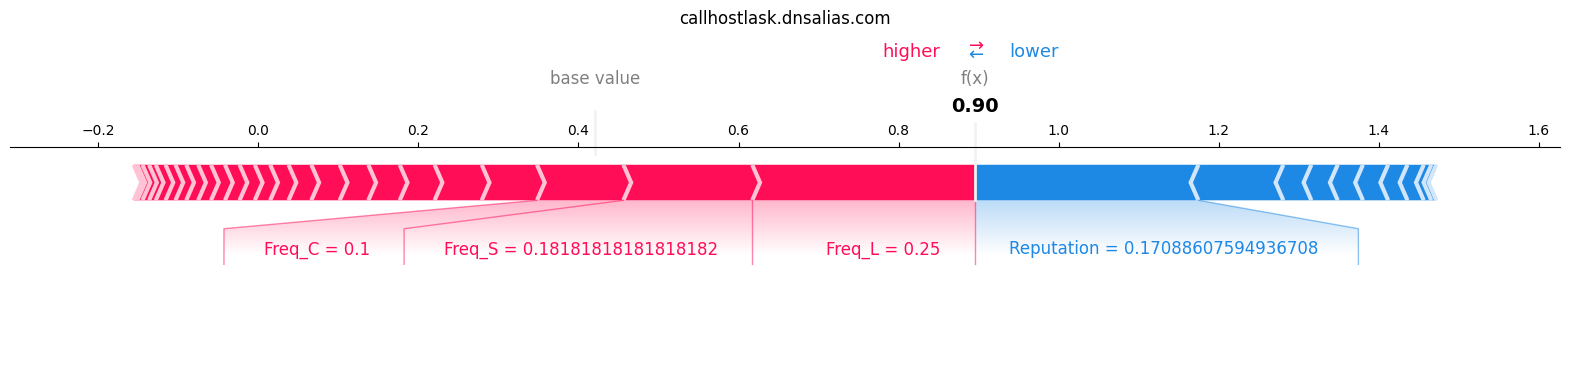 callhostlask.dnsalias.com
higher ⇄ lower
base value f(x)
0.90
−0.2 0.0 0.2 0.4 0.6 0.8 1.0 1.2 1.4 1.6
Freq_C = 0.1 Freq_S = 0.18181818181818182 Freq_L = 0.25 Reputation = 0.17088607594936708